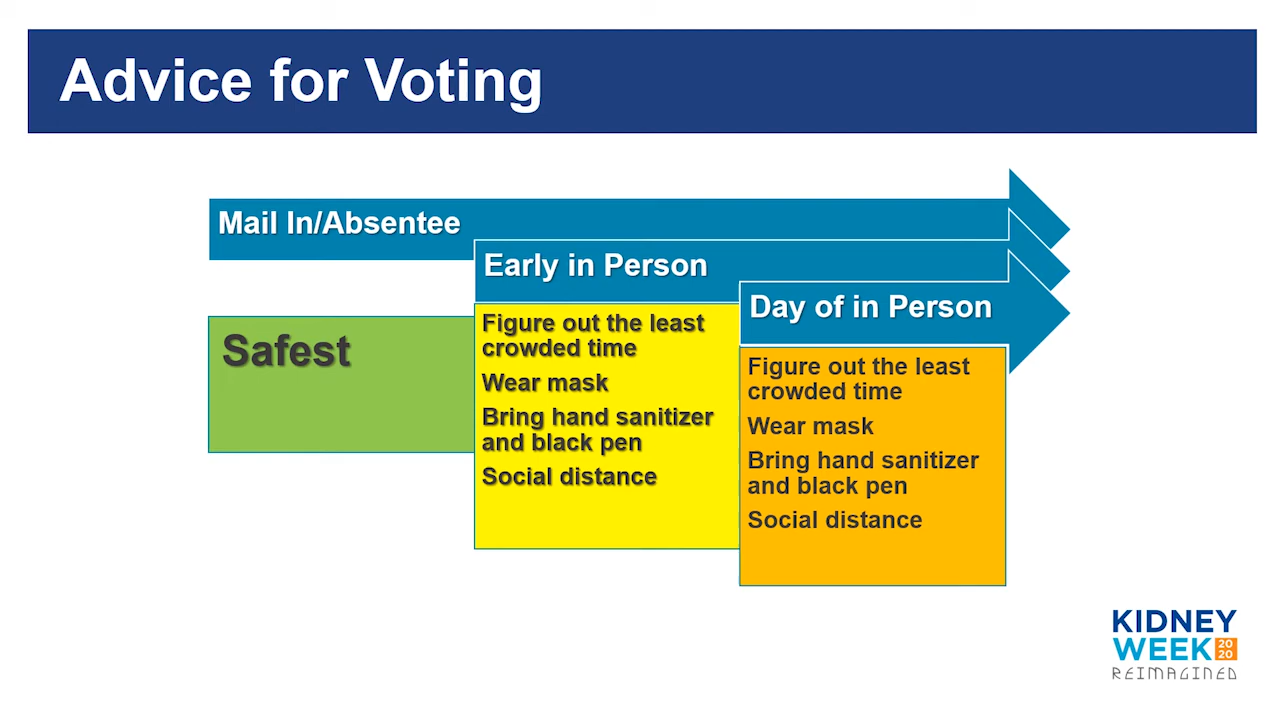 Advice for Voting
Mail In/Absentee
Early in Person
Day of in Person
Safest
Figure out the least
crowded time
Wear mask
Bring hand sanitizer
and black pen
Social distance
Figure out the least
crowded time
Wear mask
Bring hand sanitizer
and black pen
Social distance
KIDNEY
WEEK 2020
REIMAGINED